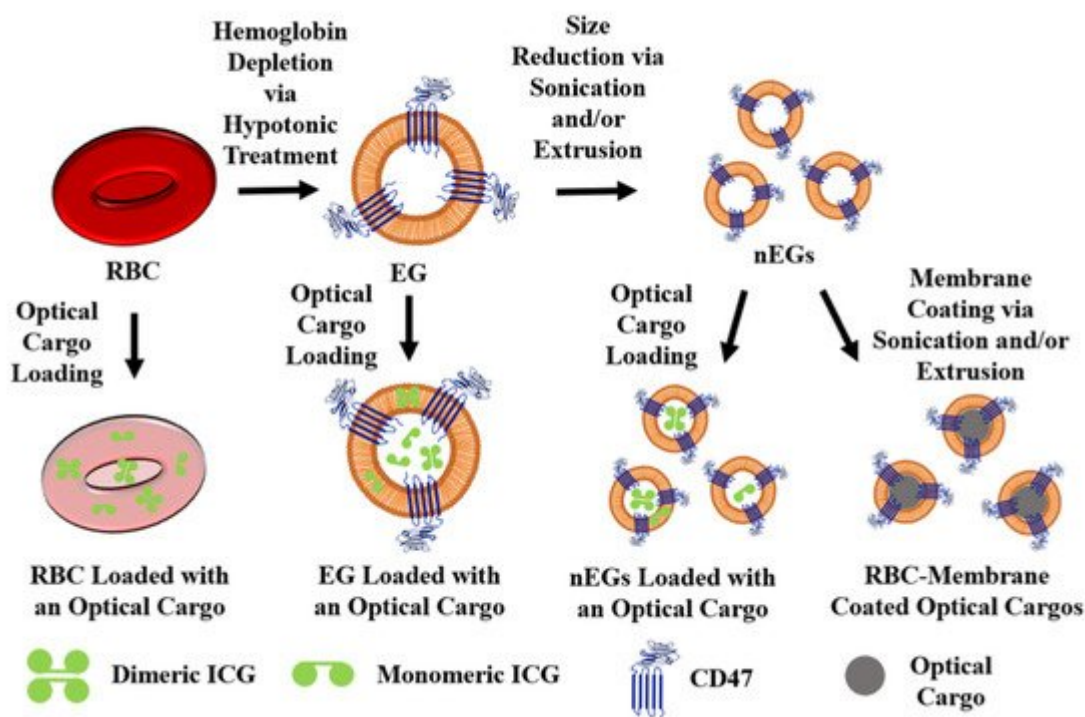 Hemoglobin
Depletion
via
Hypotonic
Treatment
Size
Reduction via
Sonication
and/or
Extrusion
RBC
EG
nEGs
Optical
Cargo
Loading
Optical
Cargo
Loading
Optical
Cargo
Loading
Membrane
Coating via
Sonication and/or
Extrusion
RBC Loaded with
an Optical Cargo
EG Loaded with
an Optical Cargo
nEGs Loaded with
an Optical Cargo
RBC-Membrane
Coated Optical Cargos
Dimeric ICG
Monomeric ICG
CD47
Optical
Cargo